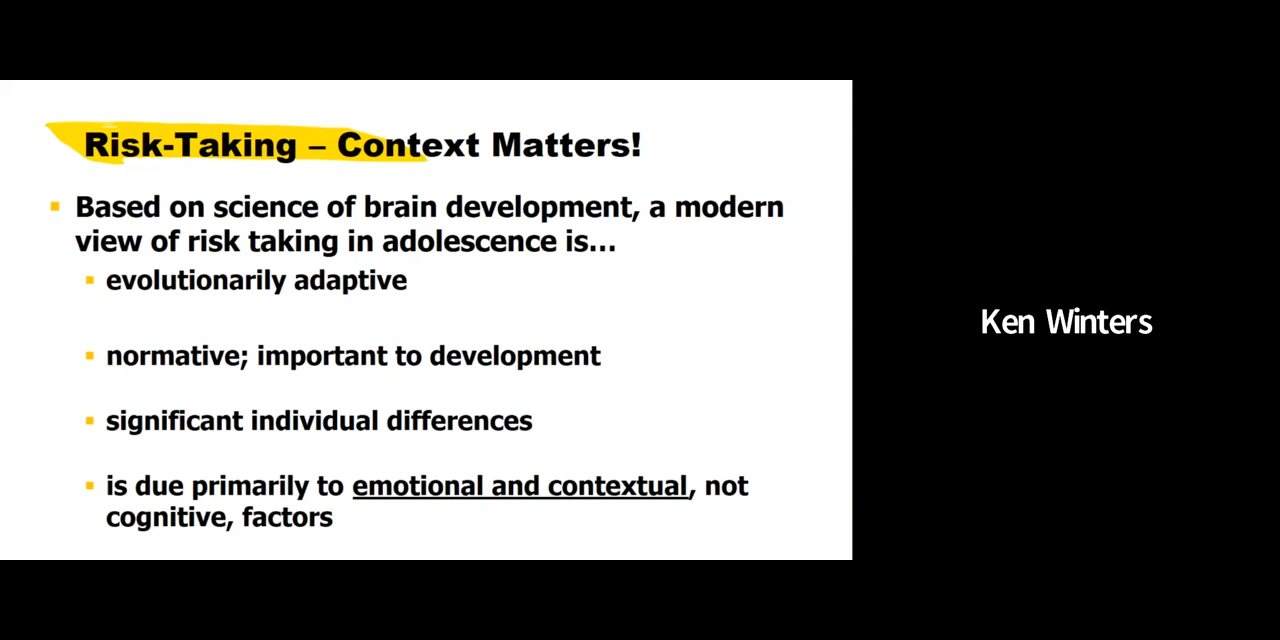 Risk-Taking – Context Matters!
Based on science of brain development, a modern
view of risk taking in adolescence is...
evolutionarily adaptive
normative; important to development
significant individual differences
is due primarily to emotional and contextual, not
cognitive, factors
Ken Winters